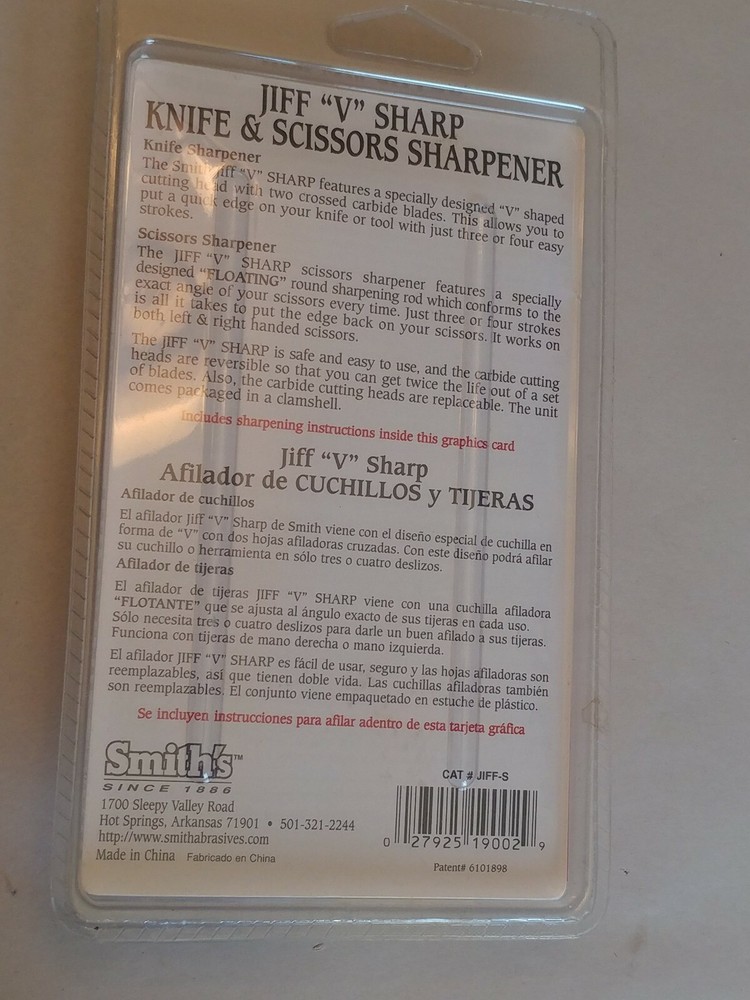 JIFF “V” SHARP
KNIFE & SCISSORS SHARPENER
Knife Sharpener
The Smith Jiff “V” SHARP features a specially designed “V” shaped
cutting head with two crossed carbide blades. This allows you to
put a quick edge on your knife or tool with just three or four easy
strokes.
Scissors Sharpener
The JIFF “V” SHARP scissors sharpener features a specially
designed “FLOATING” round sharpening rod which conforms to the
exact angle of your scissors every time. Just three or four strokes
is all it takes to put the edge back on your scissors. It works on
both left & right handed scissors.
The JIFF “V” SHARP is safe and easy to use, and the carbide cutting
heads are reversible so that you can get twice the life out of a set
of blades. Also, the carbide cutting heads are replaceable. The unit
comes packaged in a clamshell.
Includes sharpening instructions inside this graphics card
Jiff “V” Sharp
Afilador de CUCHILLOS y TIJERAS
Afilador de cuchillos
El afilador Jiff “V” Sharp de Smith viene con el diseño especial de cuchilla en
forma de “V” con dos hojas afiladoras cruzadas. Con este diseño podrá afilar
su cuchillo o herramienta en sólo tres o cuatro deslizos.
Afilador de tijeras
El afilador de tijeras JIFF “V” SHARP viene con una cuchilla afiladora
“FLOTANTE” que se ajusta al ángulo exacto de sus tijeras en cada uso.
Sólo necesita tres o cuatro deslizos para darle un buen afilado a sus tijeras.
Funciona con tijeras de mano derecha o mano izquierda.
El afilador JIFF “V” SHARP es fácil de usar, seguro y las hojas afiladoras son
reemplazables, así que tienen doble vida. Las cuchillas afiladoras también
son reemplazables. El conjunto viene empaquetado en estuche de plástico.
Se incluyen instrucciones para afilar adentro de esta tarjeta gráfica
Smith's™
SINCE 1886
1700 Sleepy Valley Road
Hot Springs, Arkansas 71901 • 501-321-2244
http://www.smithabrasives.com
Made in China Fabricado en China
CAT # JIFF-S
0 27925 19002 9
Patent# 6101898